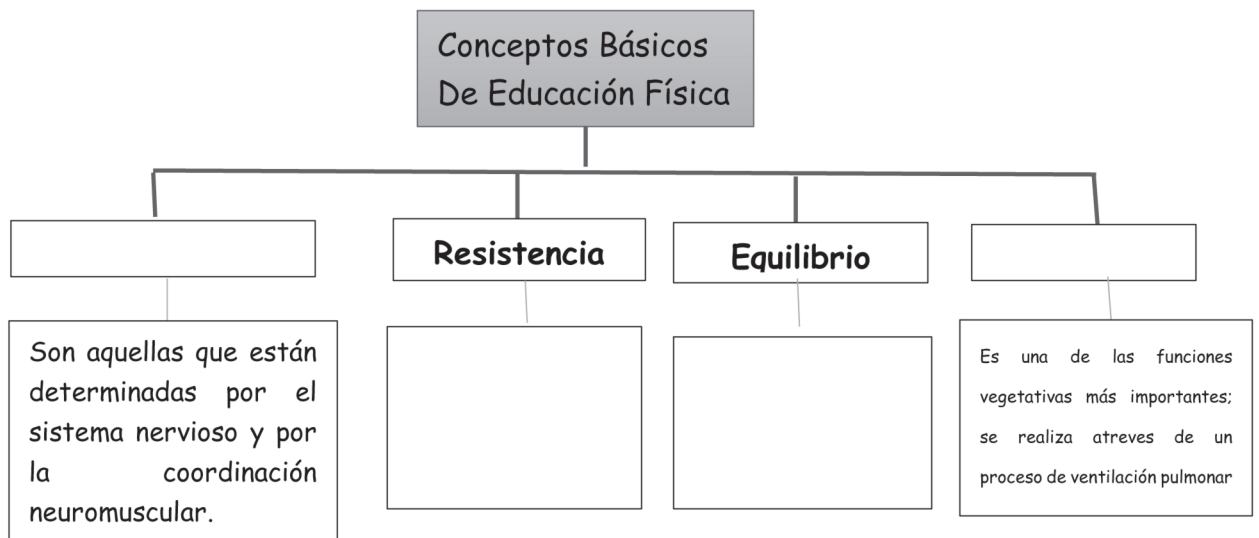 Conceptos Básicos
De Educación Física
Resistencia
Equilibrio
Son aquellas que están
determinadas por el
sistema nervioso y por
la coordinación
neuromuscular.
Es una de las funciones
vegetativas más importantes;
se realiza atreves de un
proceso de ventilación pulmonar